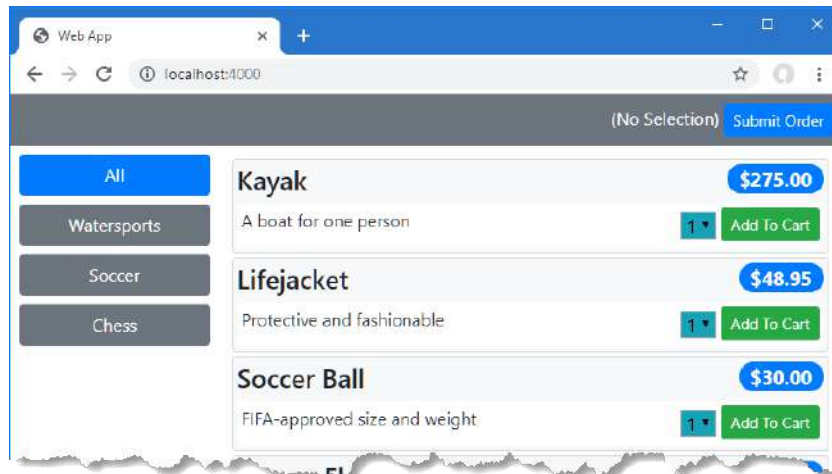 Web App
localhost:4000
(No Selection) Submit Order
All
Watersports
Soccer
Chess
Kayak $275.00
A boat for one person 1 Add To Cart
Lifejacket $48.95
Protective and fashionable 1 Add To Cart
Soccer Ball $30.00
FIFA-approved size and weight 1 Add To Cart